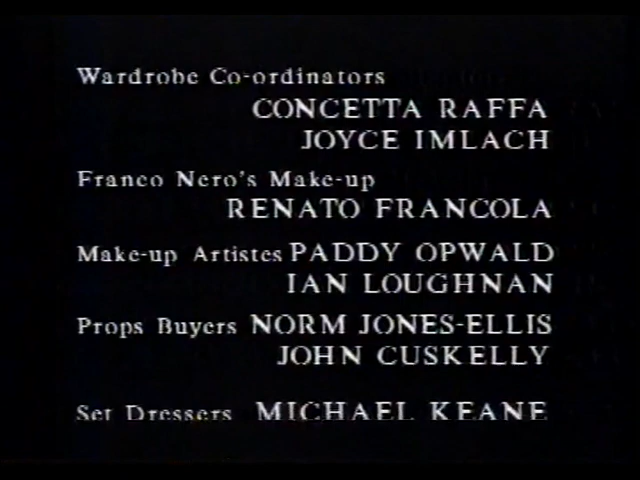 Wardrobe Co-ordinators
CONCETTA RAFFA
JOYCE IMLACH
Franco Nero's Make-up
RENATO FRANCOLA
Make-up Artistes PADDY OPWALD
IAN LOUGHNAN
Props Buyers NORM JONES-ELLIS
JOHN CUSKELLY
Set Dressers MICHAEL KEANE